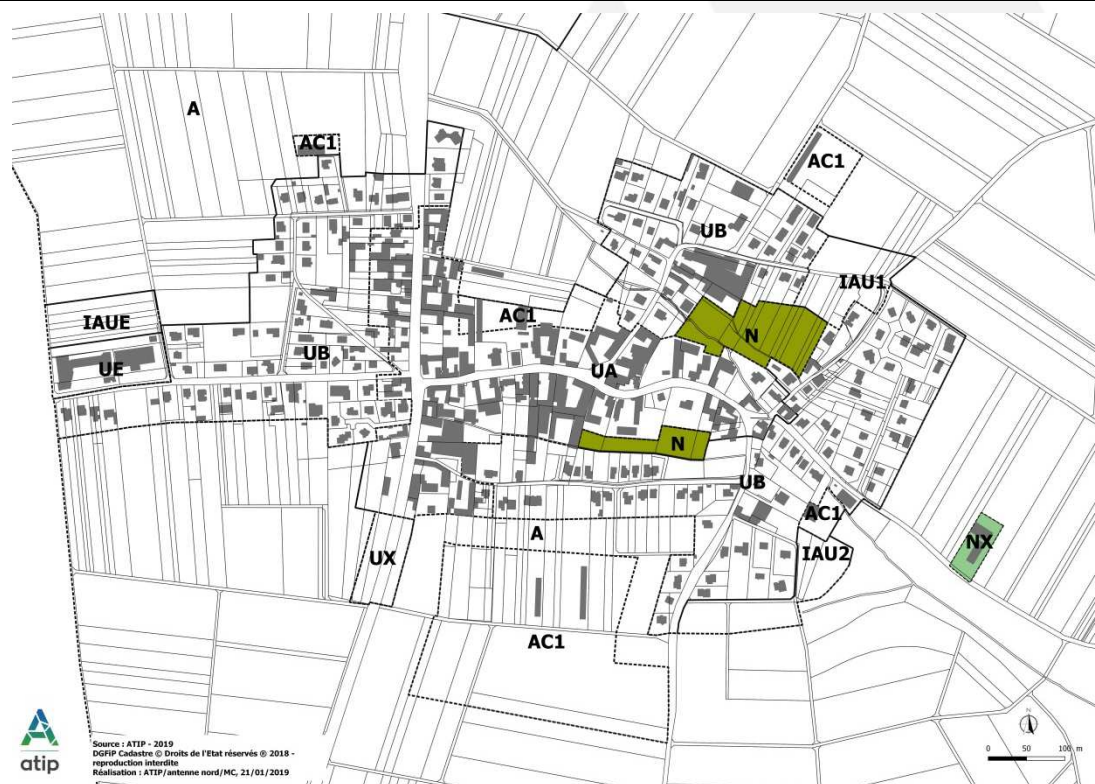 A
AC1
AC1
UB
IAU1
IAUE
AC1
N
UE
UB
UA
N
UB
AC1
A
NX
UX
IAU2
AC1
N
0 50 100 m
atip
Source : ATIP - 2019
DGFiP Cadastre © Droits de l'Etat réservés ® 2018 -
reproduction interdite
Réalisation : ATIP/antenne nord/MC, 21/01/2019